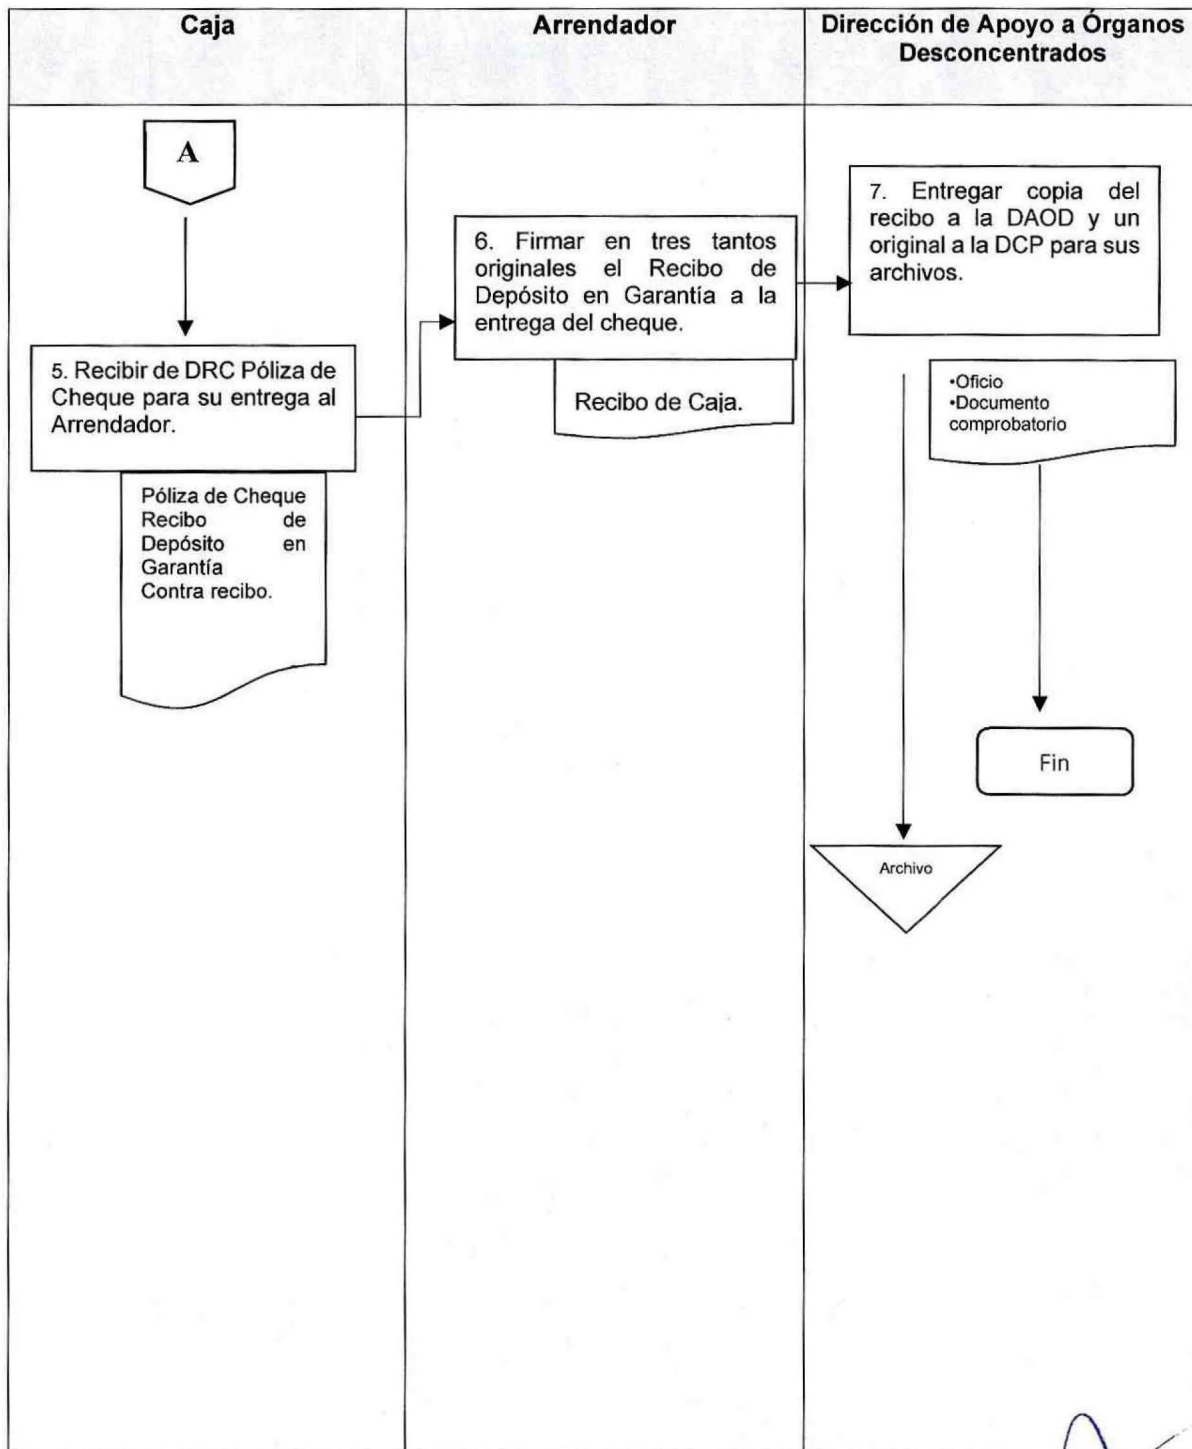 Caja
Arrendador
Dirección de Apoyo a Órganos
Desconcentrados
A
5. Recibir de DRC Póliza de
Cheque para su entrega al
Arrendador.
Póliza de Cheque
Recibo de
Depósito en
Garantía
Contra recibo.
6. Firmar en tres tantos
originales el Recibo de
Depósito en Garantía a la
entrega del cheque.
Recibo de Caja.
7. Entregar copia del
recibo a la DAOD y un
original a la DCP para sus
archivos.
•Oficio
•Documento
comprobatorio
Fin
Archivo